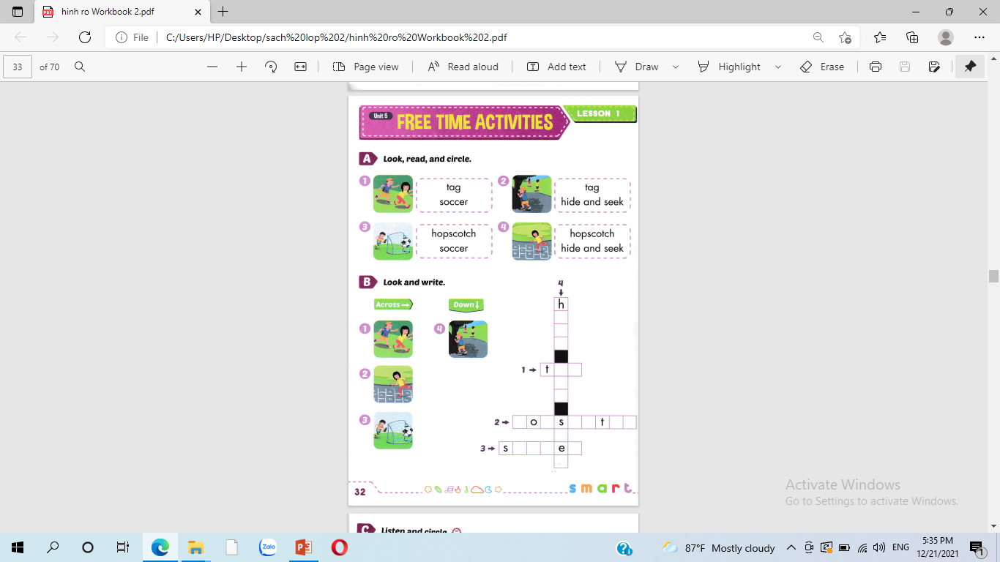 hinh ro Workbook 2.pdf
File C:/Users/HP/Desktop/sach%20lop%202/hinh%20ro%20Workbook%202.pdf
33 of 70 Page view Read aloud Add text Draw Highlight Erase
Unit 5 FREE TIME ACTIVITIES LESSON 1
A Look, read, and circle.
1 tag
soccer
2 tag
hide and seek
3 hopscotch
soccer
4 hopscotch
hide and seek
B Look and write.
Across → Down ↓
1
2
3
4
4
h
1 → t
2 → o s t
3 → s e
32 smart
C Listen and circle.
Activate Windows
Go to Settings to activate Windows.
Zalo
87°F Mostly cloudy ENG 5:35 PM
12/21/2021
1